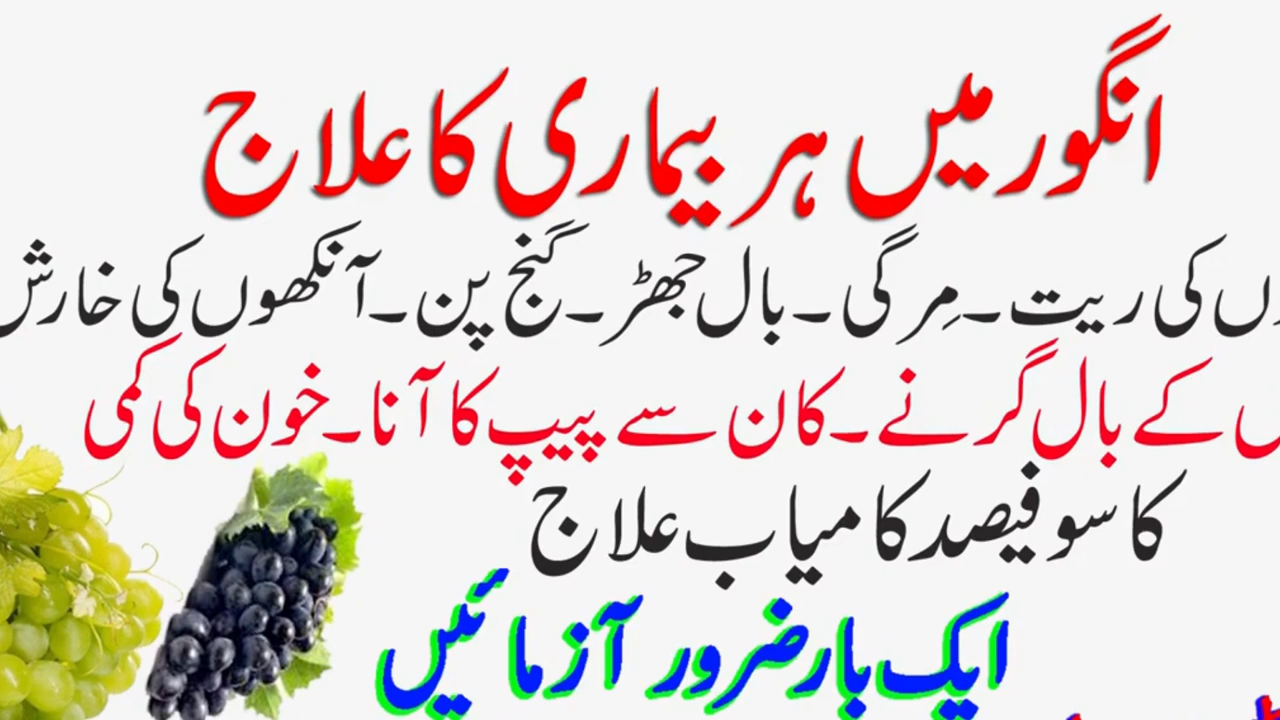 انگور میں ہر بیماری کا علاج
کی ریت۔مِرگی۔بال جھڑ۔گنج پن۔آنکھوں کی خارش
کے بال گرنے۔کان سے پیپ کا آنا۔خون کی کمی
کا سو فیصد کامیاب علاج
ایک بار ضرور آزمائیں